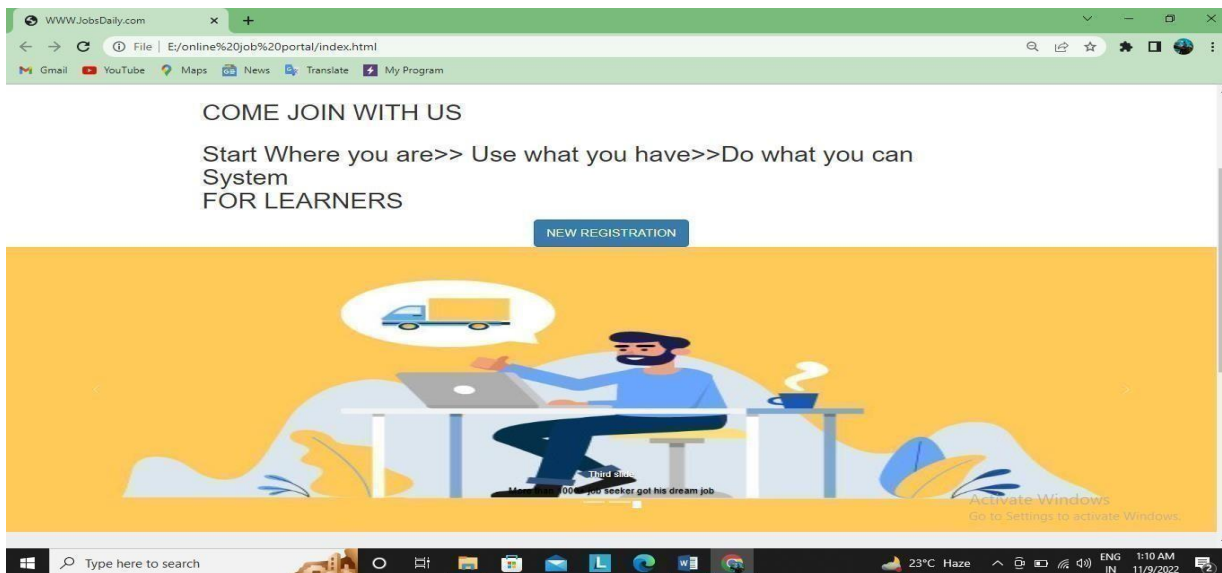 WWW.JobsDaily.com
File | E:/online%20job%20portal/index.html
Gmail YouTube Maps News Translate My Program
COME JOIN WITH US
Start Where you are>> Use what you have>>Do what you can
System
FOR LEARNERS
NEW REGISTRATION
Third slide
More than job seeker got his dream job
Activate Windows
Go to Settings to activate Windows.
Type here to search
L
W
23°C Haze
ENG
IN
1:10 AM
11/9/2022
2